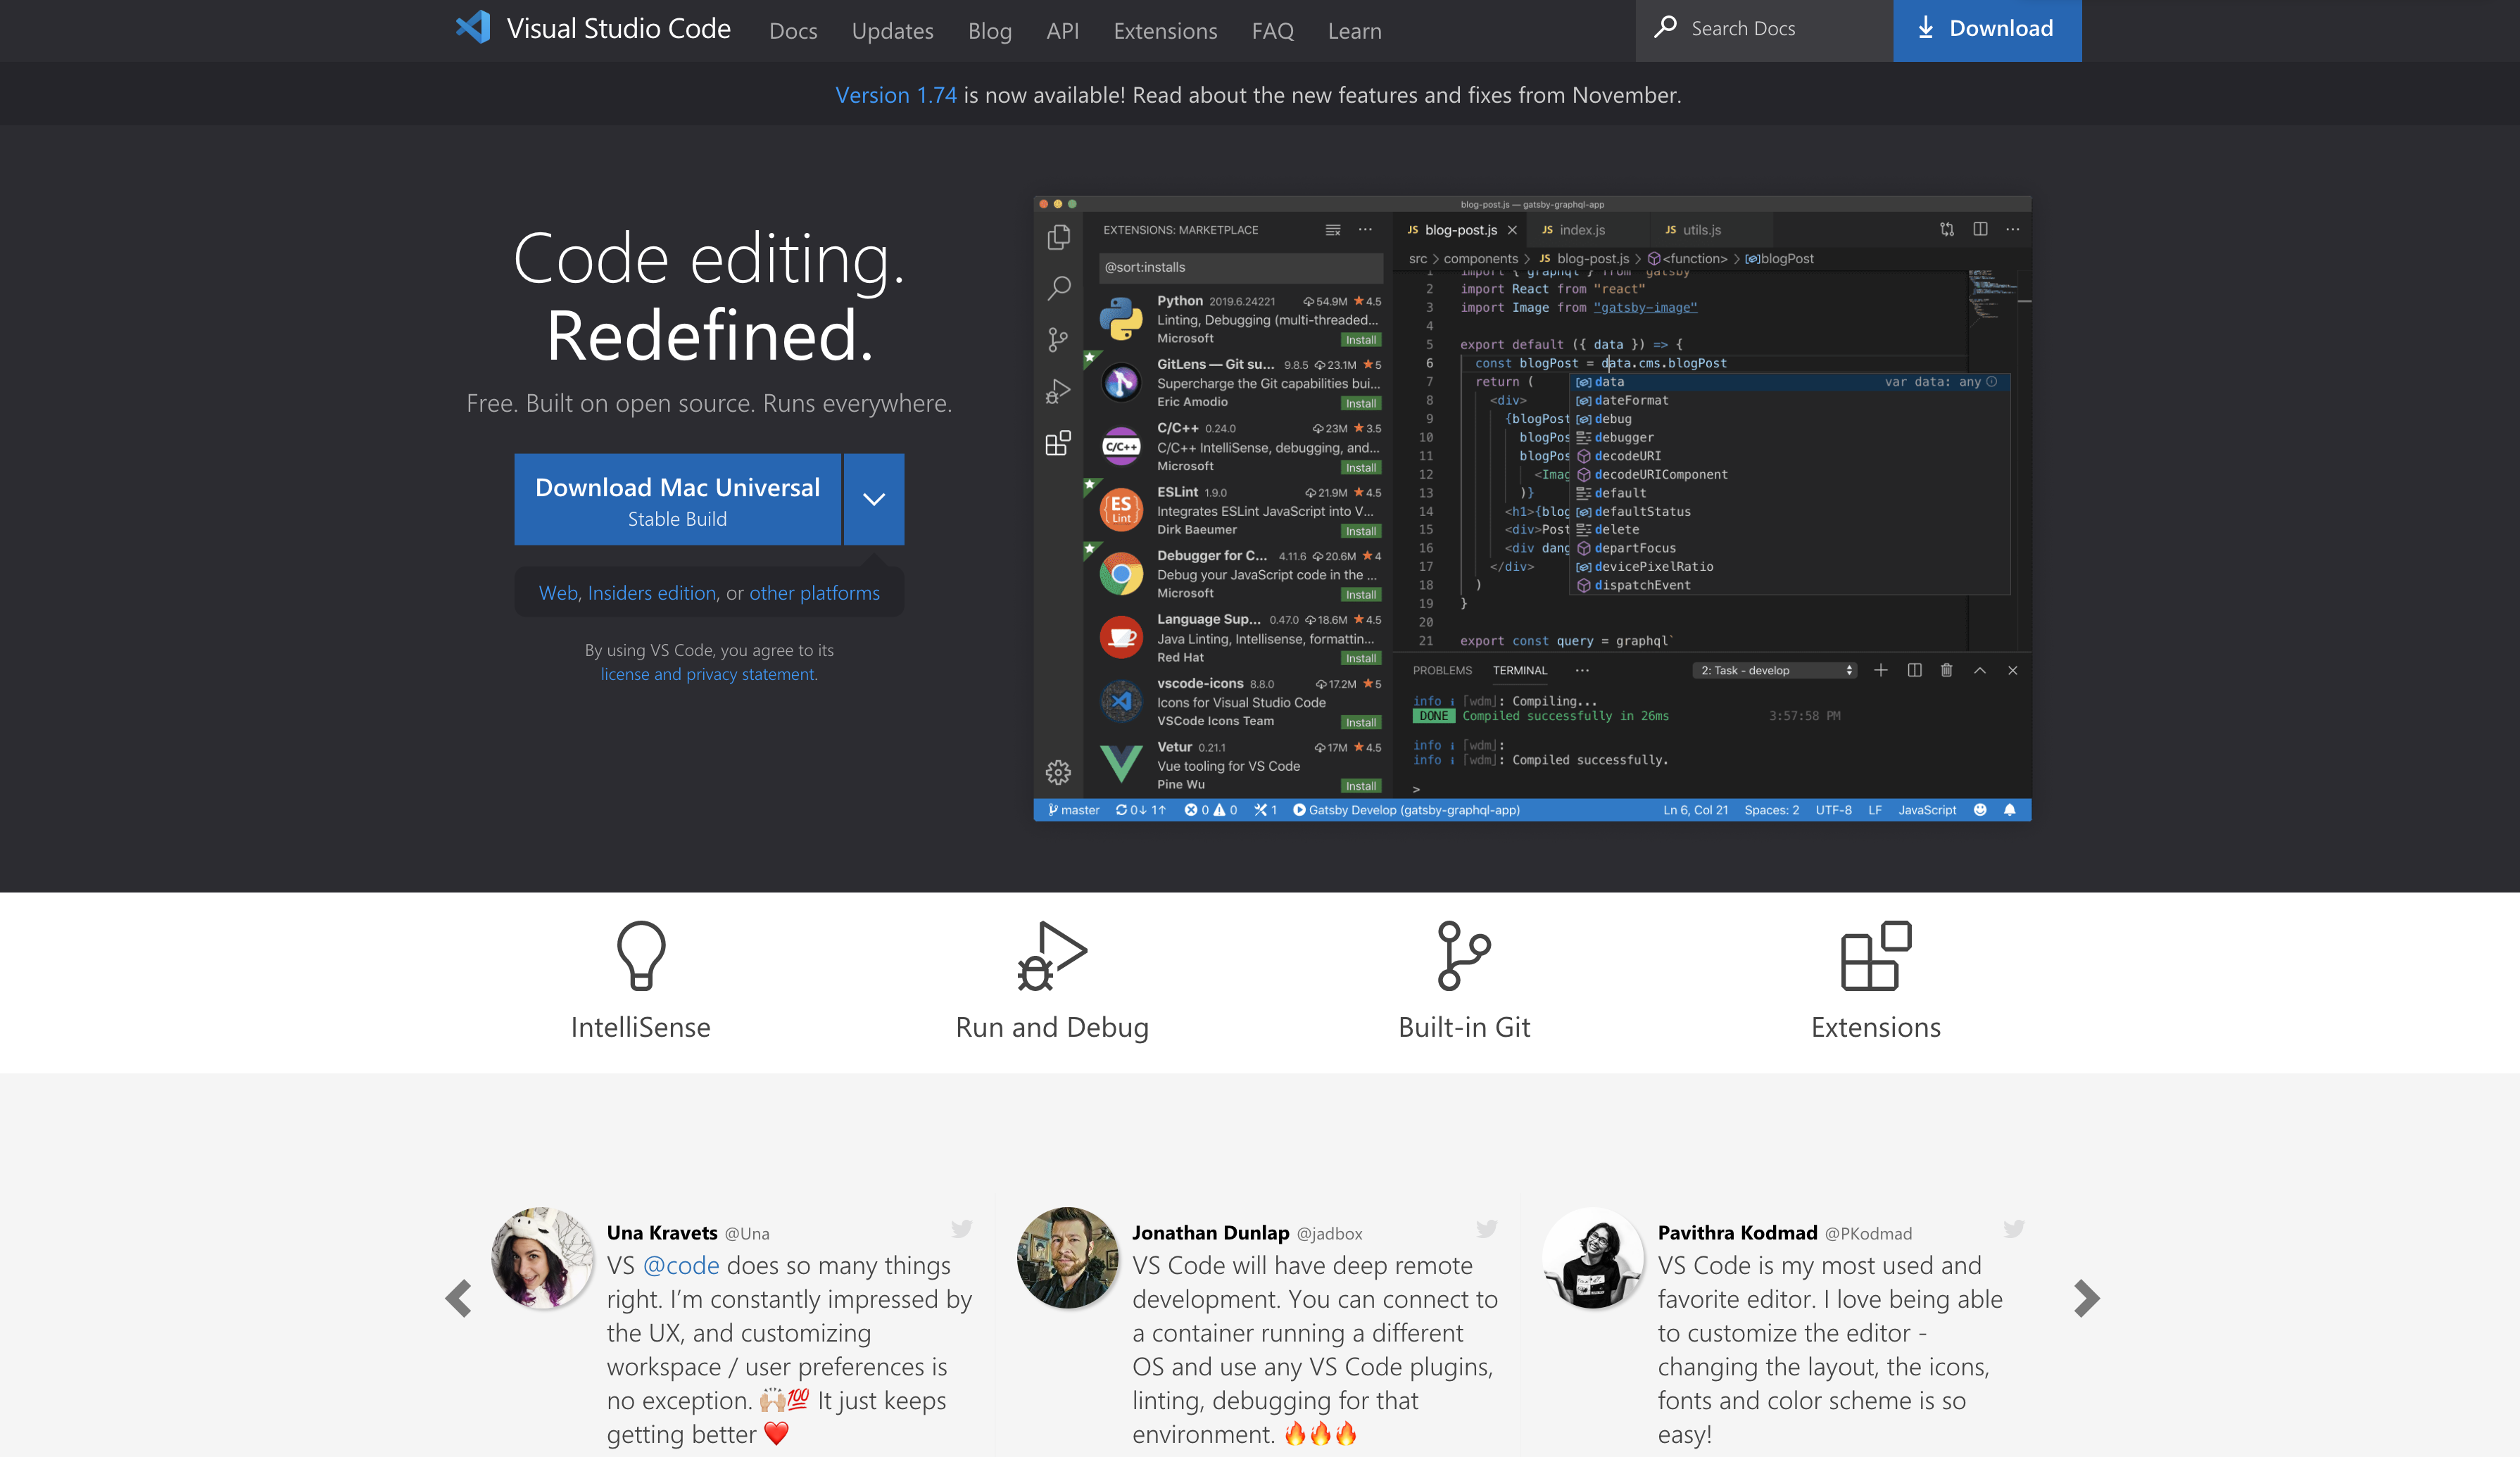 Visual Studio Code Docs Updates Blog API Extensions FAQ Learn Search Docs Download
Version 1.74 is now available! Read about the new features and fixes from November.
Code editing.
Redefined.
Free. Built on open source. Runs everywhere.
Download Mac Universal
Stable Build
Web, Insiders edition, or other platforms
By using VS Code, you agree to its
license and privacy statement.
blog-post.js — gatsby-graphql-app
EXTENSIONS: MARKETPLACE
@sort:installs
Python 2019.6.24221 54.9M ★4.5
Linting, Debugging (multi-threaded...
Microsoft Install
GitLens — Git su... 9.8.5 23.1M ★5
Supercharge the Git capabilities bui...
Eric Amodio Install
C/C++
C/C++ 0.24.0 23M ★3.5
C/C++ IntelliSense, debugging, and...
Microsoft Install
ES
Lint
ESLint 1.9.0 21.9M ★4.5
Integrates ESLint JavaScript into V...
Dirk Baeumer Install
Debugger for C... 4.11.6 20.6M ★4
Debug your JavaScript code in the ...
Microsoft Install
Language Sup... 0.47.0 18.6M ★4.5
Java Linting, Intellisense, formattin...
Red Hat Install
vscode-icons 8.8.0 17.2M ★5
Icons for Visual Studio Code
VSCode Icons Team Install
Vetur 0.21.1 17M ★4.5
Vue tooling for VS Code
Pine Wu Install
JS blog-post.js JS index.js JS utils.js
src > components > JS blog-post.js > <function> > blogPost
1 import { graphql } from "gatsby"
2 import React from "react"
3 import Image from "gatsby-image"
4
5 export default ({ data }) => {
6 const blogPost = data.cms.blogPost
7 return (
8 <div>
9 {blogPost
10 blogPos
11 blogPos
12 <Imag
13 )}
14 <h1>{blog
15 <div>Post
16 <div dang
17 </div>
18 )
19 }
20
21 export const query = graphql`
data var data: any
dateFormat
debug
debugger
decodeURI
decodeURIComponent
default
defaultStatus
delete
departFocus
devicePixelRatio
dispatchEvent
PROBLEMS TERMINAL ... 2: Task - develop
info i ｢wdm｣: Compiling...
DONE Compiled successfully in 26ms 3:57:58 PM
info i ｢wdm｣:
info i ｢wdm｣: Compiled successfully.
>
master 0↓ 1↑ 0 0 1 Gatsby Develop (gatsby-graphql-app) Ln 6, Col 21 Spaces: 2 UTF-8 LF JavaScript
IntelliSense Run and Debug Built-in Git Extensions
Una Kravets @Una
VS @code does so many things
right. I’m constantly impressed by
the UX, and customizing
workspace / user preferences is
no exception. 🙌🏼💯 It just keeps
getting better ❤️
Jonathan Dunlap @jadbox
VS Code will have deep remote
development. You can connect to
a container running a different
OS and use any VS Code plugins,
linting, debugging for that
environment. 🔥🔥🔥
Pavithra Kodmad @PKodmad
VS Code is my most used and
favorite editor. I love being able
to customize the editor -
changing the layout, the icons,
fonts and color scheme is so
easy!